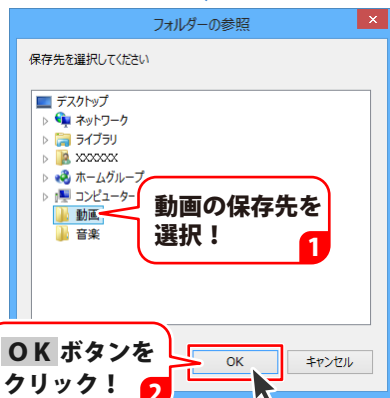 フォルダーの参照
保存先を選択してください
デスクトップ
ネットワーク
ライブラリ
XXXXXX
ホームグループ
コンピューター
動画
音楽
動画の保存先を
選択！
1
OKボタンを
クリック！
2
OK
キャンセル